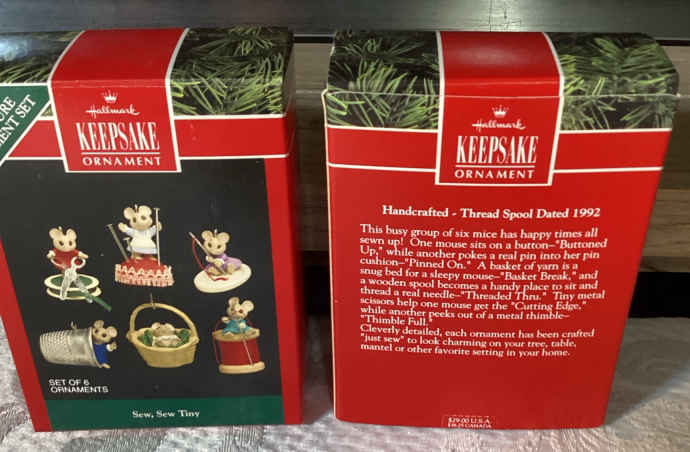 ORE
ENT SET
Hallmark
KEEPSAKE
ORNAMENT
SET OF 6
ORNAMENTS
Sew, Sew Tiny
Hallmark
KEEPSAKE
ORNAMENT
Handcrafted - Thread Spool Dated 1992
This busy group of six mice has happy times all
sewn up! One mouse sits on a button–"Buttoned
Up," while another pokes a real pin into her pin
cushion–"Pinned On." A basket of yarn is a
snug bed for a sleepy mouse–"Basket Break," and
a wooden spool becomes a handy place to sit and
thread a real needle–"Threaded Thru." Tiny metal
scissors help one mouse get the "Cutting Edge,"
while another peeks out of a metal thimble–
"Thimble Full."
Cleverly detailed, each ornament has been crafted
"just sew" to look charming on your tree, table,
mantel or other favorite setting in your home.
$29.00 U.S.A.
CANADA